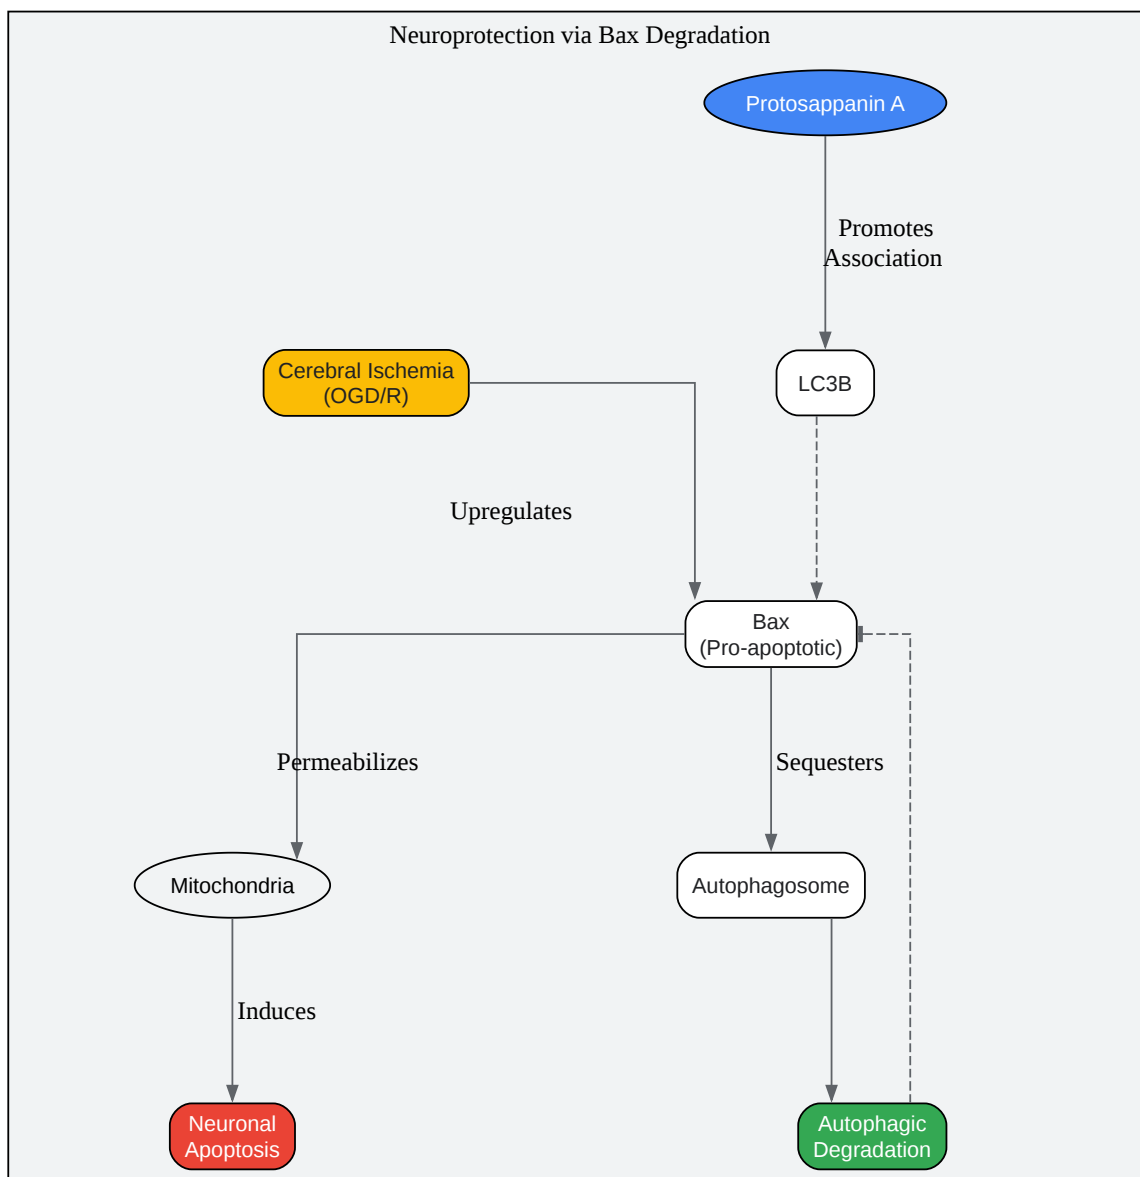 Neuroprotection via Bax Degradation
Protosappanin A
Promotes
Association
Cerebral Ischemia
(OGD/R)
LC3B
Upregulates
Bax
(Pro-apoptotic)
Permeabilizes
Sequesters
Mitochondria
Autophagosome
Induces
Neuronal
Apoptosis
Autophagic
Degradation